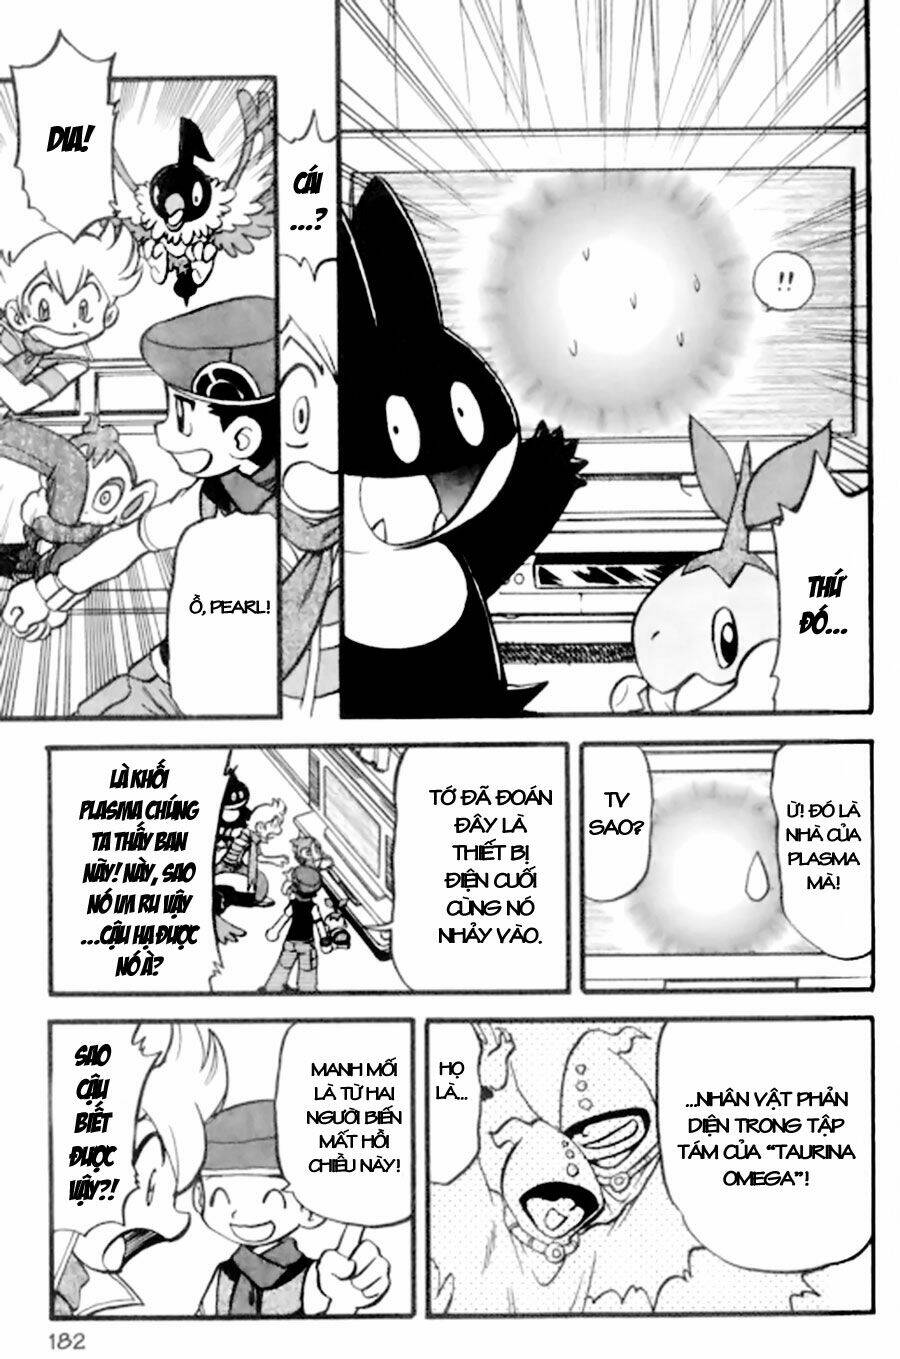 !!
THỨ
ĐÓ...
CÁI
...?
DIA!
Ồ, PEARL!
Ừ! ĐÓ LÀ
NHÀ CỦA
PLASMA
MÀ!
TV
SAO?
TỚ ĐÃ ĐOÁN
ĐÂY LÀ
THIẾT BỊ
ĐIỆN CUỐI
CÙNG NÓ
NHẢY VÀO.
LÀ KHỐI
PLASMA CHÚNG
TA THẤY BAN
NÃY! NÀY, SAO
NÓ IM RU VẬY
...CẬU HẠ ĐƯỢC
NÓ À?
...NHÂN VẬT PHẢN
DIỆN TRONG TẬP
TÁM CỦA "TAURINA
OMEGA"!
HỌ
LÀ...
MANH MỐI
LÀ TỪ HAI
NGƯỜI BIẾN
MẤT HỒI
CHIỀU NÀY!
SAO
CẬU
BIẾT
ĐƯỢC
VẬY?!
182